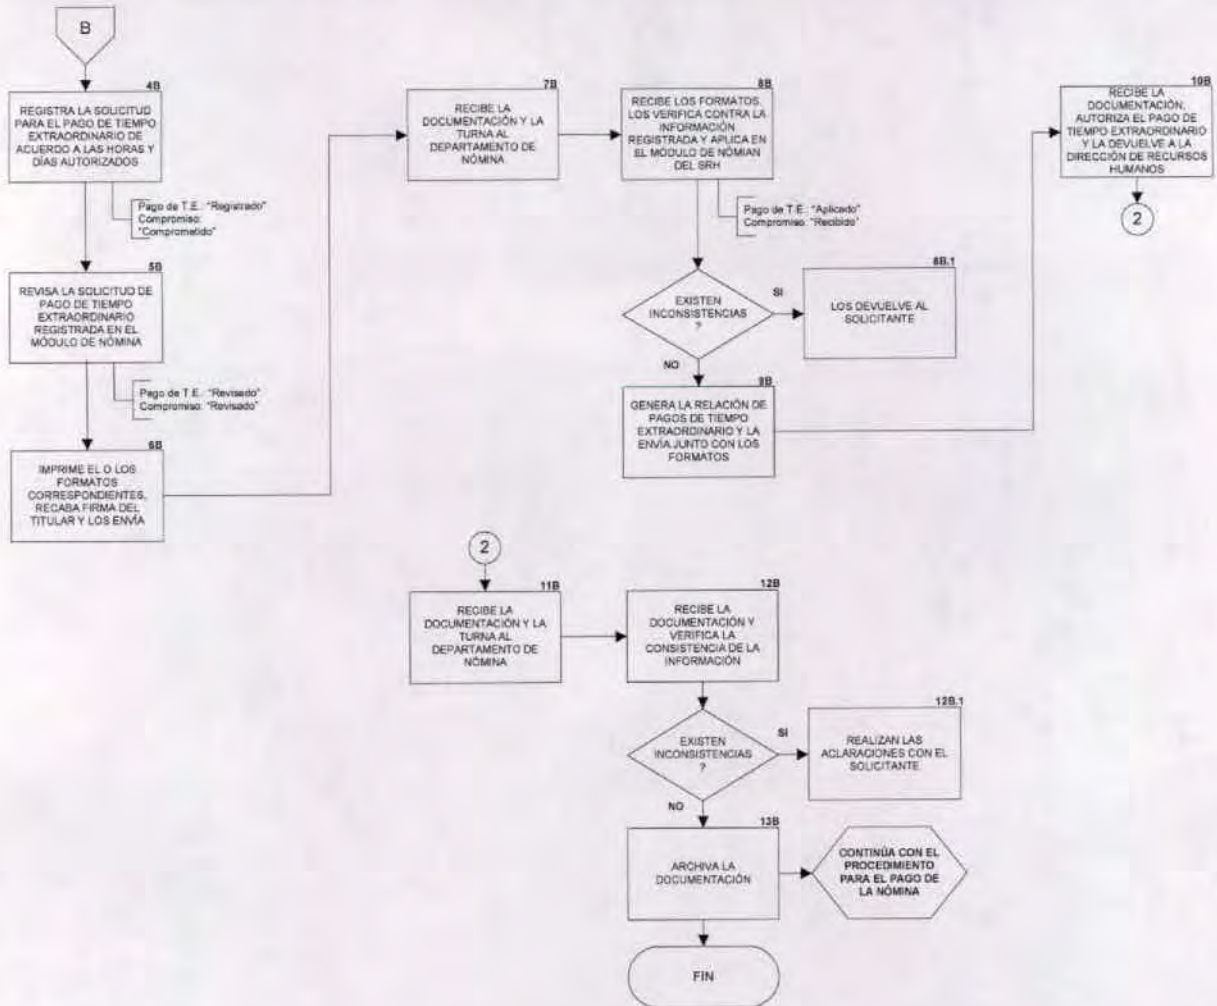 B
4B
REGISTRA LA SOLICITUD
PARA EL PAGO DE TIEMPO
EXTRAORDINARIO DE
ACUERDO A LAS HORAS Y
DÍAS AUTORIZADOS
Pago de T.E.: "Registrado"
Compromiso:
"Comprometido"
5B
REVISA LA SOLICITUD DE
PAGO DE TIEMPO
EXTRAORDINARIO
REGISTRADA EN EL
MÓDULO DE NÓMINA
Pago de T.E.: "Revisado"
Compromiso: "Revisado"
6B
IMPRIME EL O LOS
FORMATOS
CORRESPONDIENTES,
RECABA FIRMA DEL
TITULAR Y LOS ENVÍA
7B
RECIBE LA
DOCUMENTACIÓN Y LA
TURNA AL
DEPARTAMENTO DE
NÓMINA
8B
RECIBE LOS FORMATOS,
LOS VERIFICA CONTRA LA
INFORMACIÓN
REGISTRADA Y APLICA EN
EL MÓDULO DE NÓMIAN
DEL SRH
Pago de T.E.: "Aplicado"
Compromiso: "Recibido"
EXISTEN
INCONSISTENCIAS
?
SI
8B.1
LOS DEVUELVE AL
SOLICITANTE
NO
9B
GENERA LA RELACIÓN DE
PAGOS DE TIEMPO
EXTRAORDINARIO Y LA
ENVÍA JUNTO CON LOS
FORMATOS
10B
RECIBE LA
DOCUMENTACIÓN,
AUTORIZA EL PAGO DE
TIEMPO EXTRAORDINARIO
Y LA DEVUELVE A LA
DIRECCIÓN DE RECURSOS
HUMANOS
2
2
11B
RECIBE LA
DOCUMENTACIÓN Y LA
TURNA AL
DEPARTAMENTO DE
NÓMINA
12B
RECIBE LA
DOCUMENTACIÓN Y
VERIFICA LA
CONSISTENCIA DE LA
INFORMACIÓN
EXISTEN
INCONSISTENCIAS
?
SI
12B.1
REALIZAN LAS
ACLARACIONES CON EL
SOLICITANTE
NO
13B
ARCHIVA LA
DOCUMENTACIÓN
CONTINÚA CON EL
PROCEDIMIENTO
PARA EL PAGO DE
LA NÓMINA
FIN